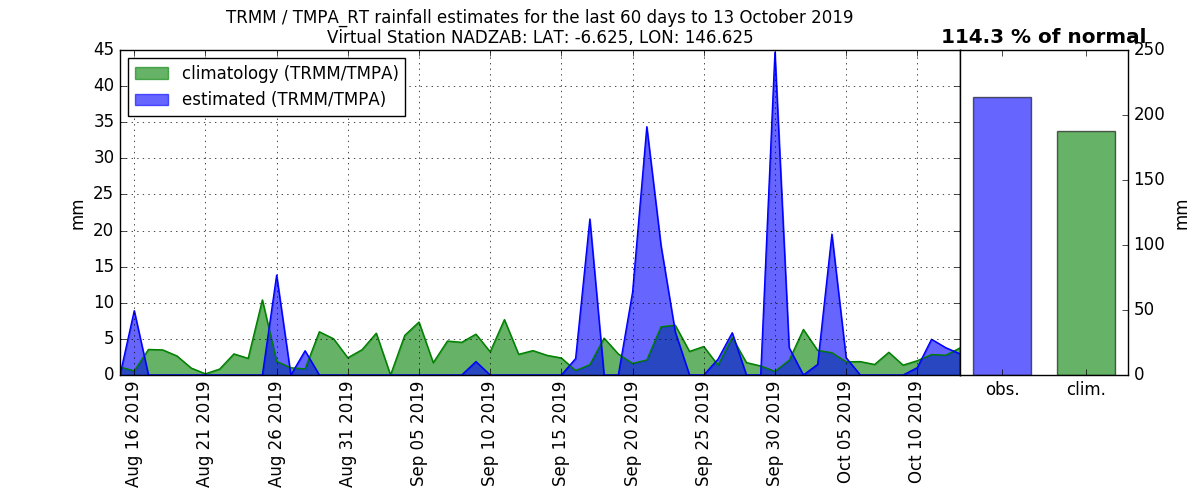 TRMM / TMPA_RT rainfall estimates for the last 60 days to 13 October 2019
Virtual Station NADZAB: LAT: -6.625, LON: 146.625
114.3 % of normal
climatology (TRMM/TMPA)
estimated (TRMM/TMPA)
45
40
35
30
25
20
15
10
5
0
mm
Aug 16 2019
Aug 21 2019
Aug 26 2019
Aug 31 2019
Sep 05 2019
Sep 10 2019
Sep 15 2019
Sep 20 2019
Sep 25 2019
Sep 30 2019
Oct 05 2019
Oct 10 2019
obs.
clim.
250
200
150
100
50
0
mm